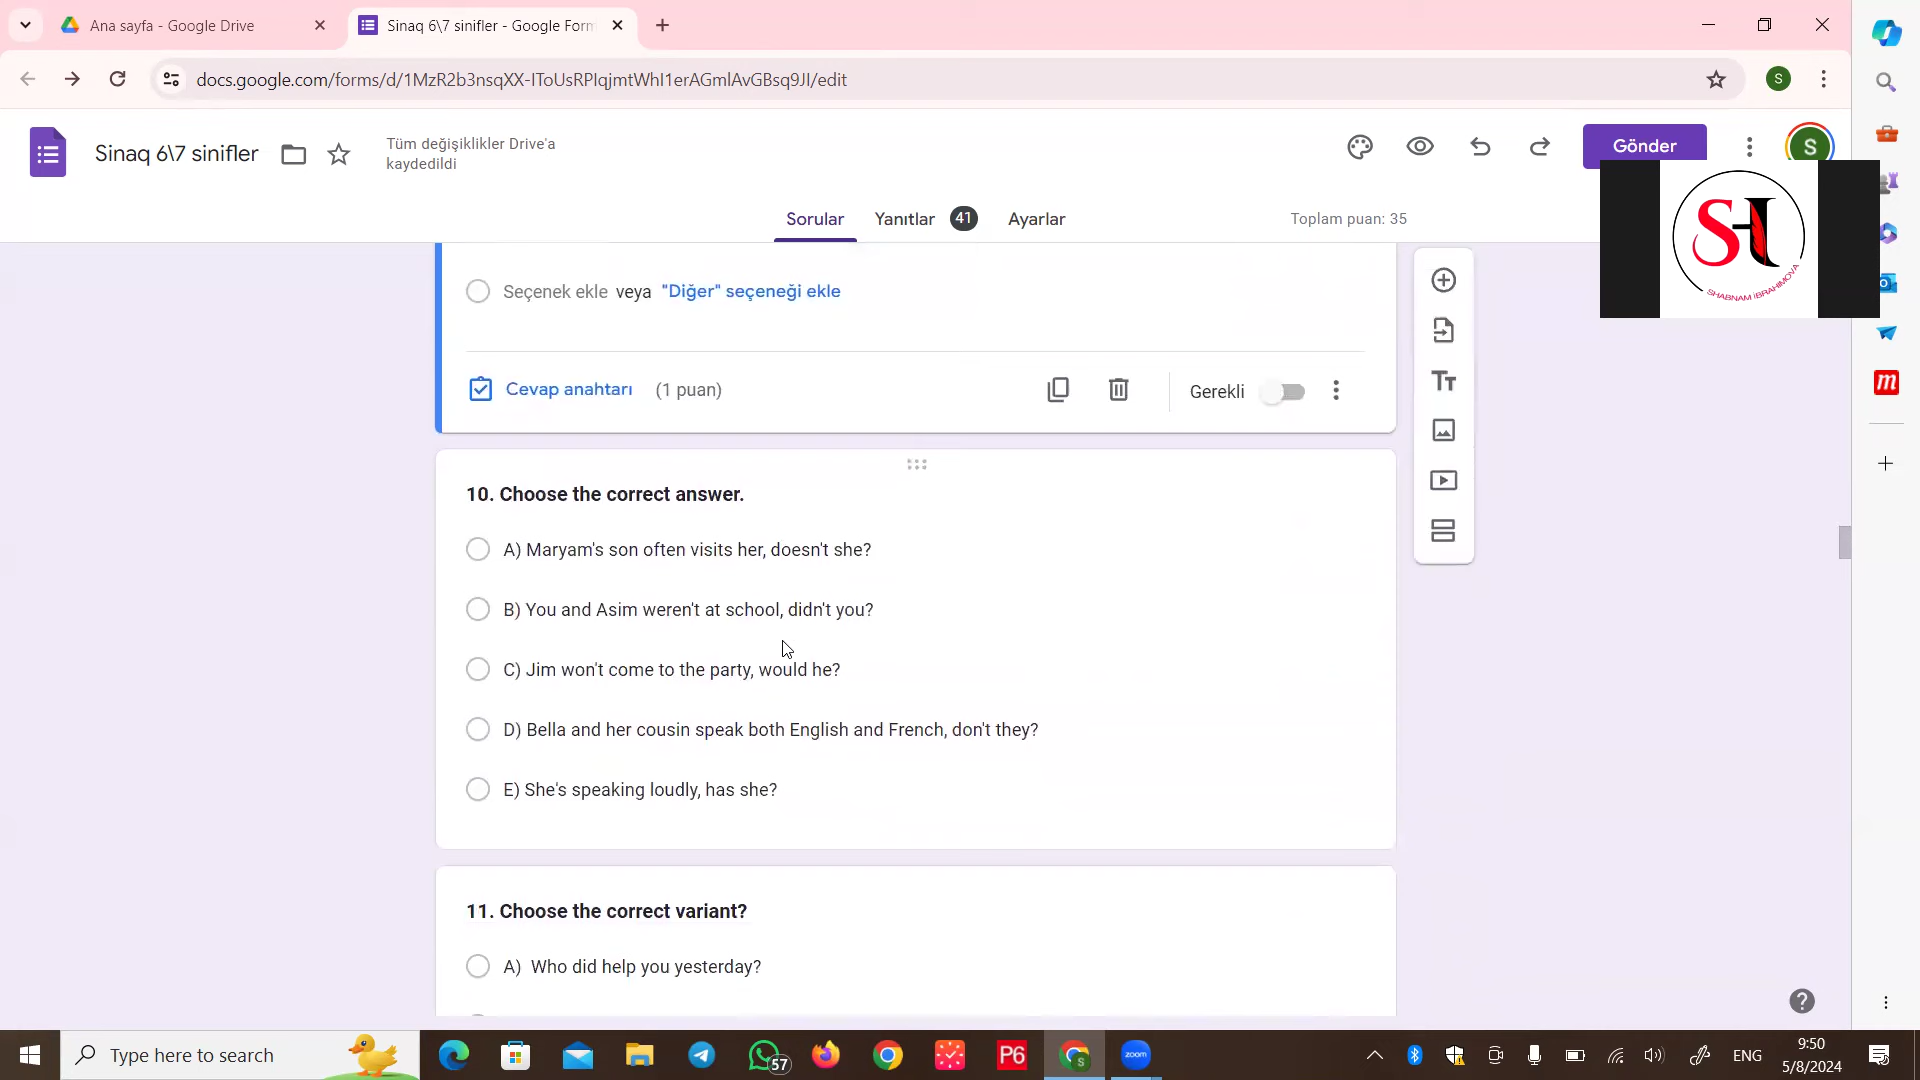 Ana sayfa - Google Drive
Sinaq 6\7 sinifler - Google Form
docs.google.com/forms/d/1MzR2b3nsqXX-IToUsRPIqjmtWhI1erAGmlAvGBsq9JI/edit
S
Sinaq 6\7 sinifler
Tüm değişiklikler Drive'a
kaydedildi
Gönder
S
Sorular
Yanıtlar 41
Ayarlar
Toplam puan: 35
SHABNAM İBRAHIMOVA
Seçenek ekle veya "Diğer" seçeneği ekle
Cevap anahtarı (1 puan)
Gerekli
Tт
10. Choose the correct answer.
A) Maryam's son often visits her, doesn't she?
B) You and Asim weren't at school, didn't you?
C) Jim won't come to the party, would he?
D) Bella and her cousin speak both English and French, don't they?
E) She's speaking loudly, has she?
11. Choose the correct variant?
A) Who did help you yesterday?
Type here to search
57
P6
S
zoom
ENG
9:50
5/8/2024